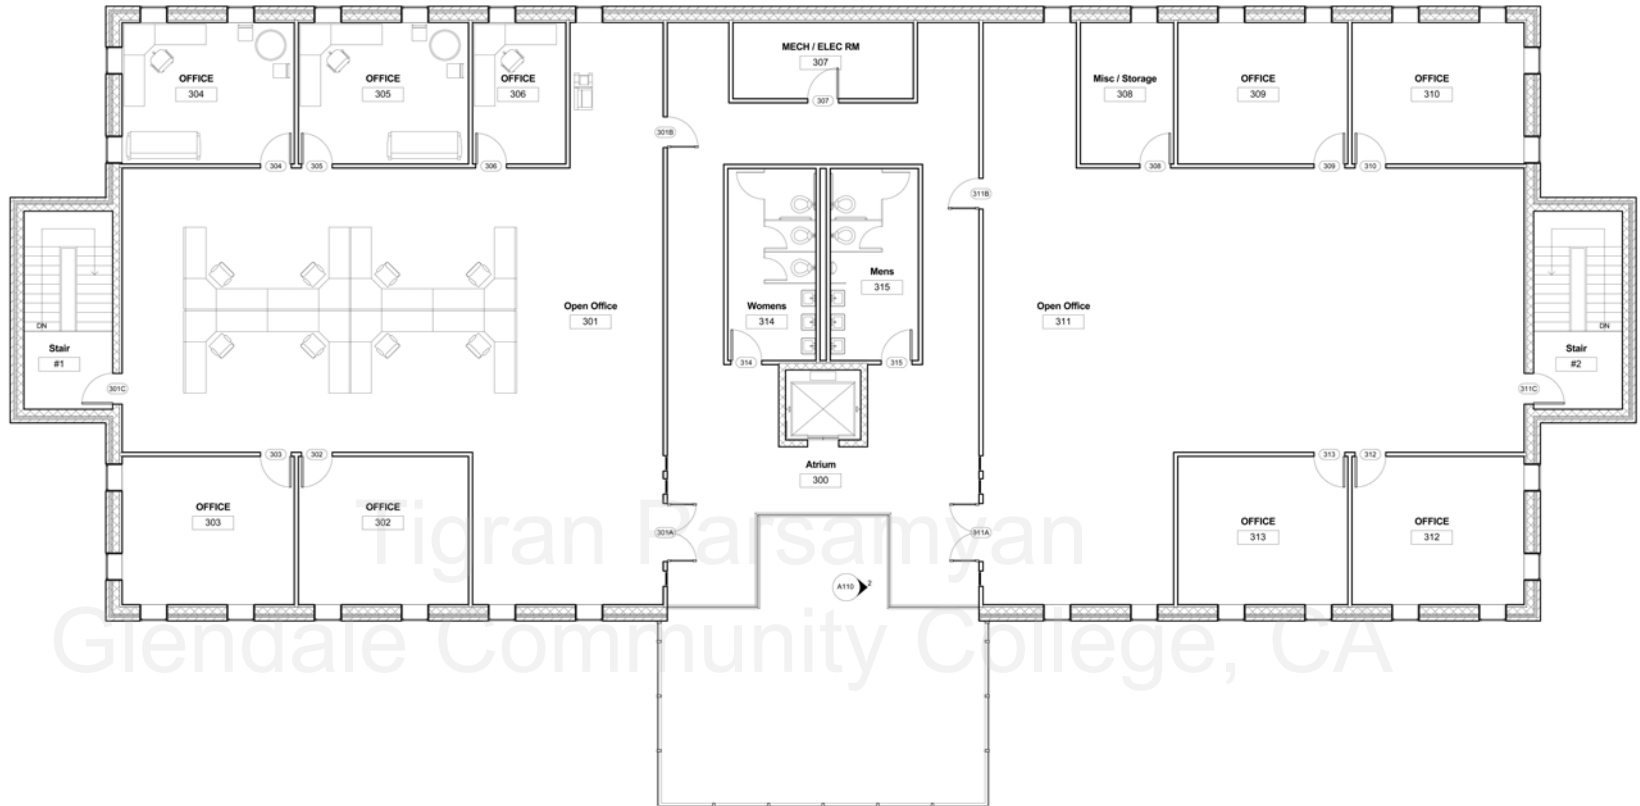 MECH / ELEC RM
307
307
OFFICE
304
OFFICE
305
OFFICE
306
Misc / Storage
308
OFFICE
309
OFFICE
310
301B
304
305
306
308
309
310
311B
Mens
315
Open Office
301
Womens
314
Open Office
311
DN
DN
Stair
#1
Stair
#2
314
315
301C
311C
303
302
313
312
Atrium
300
OFFICE
303
OFFICE
302
OFFICE
313
OFFICE
312
301A
311A
Tigran Parsamyan
A110
2
Glendale Community College, CA